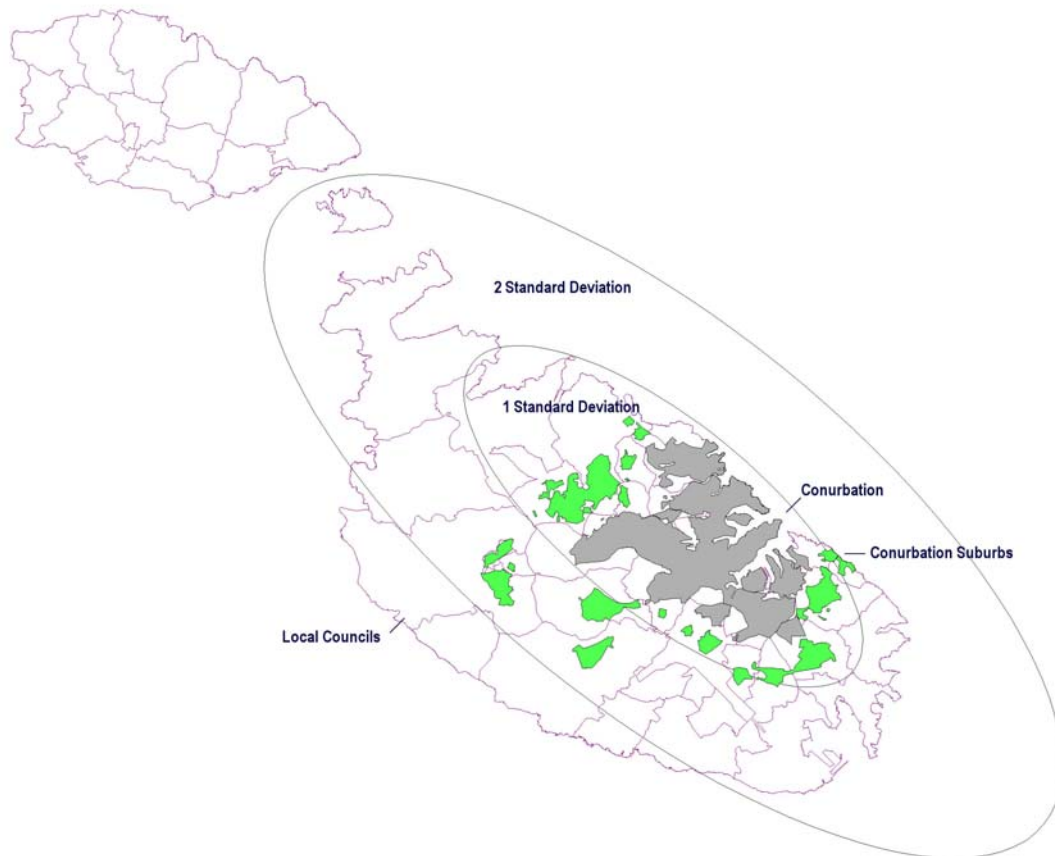 2 Standard Deviation
1 Standard Deviation
Conurbation
Conurbation Suburbs
Local Councils